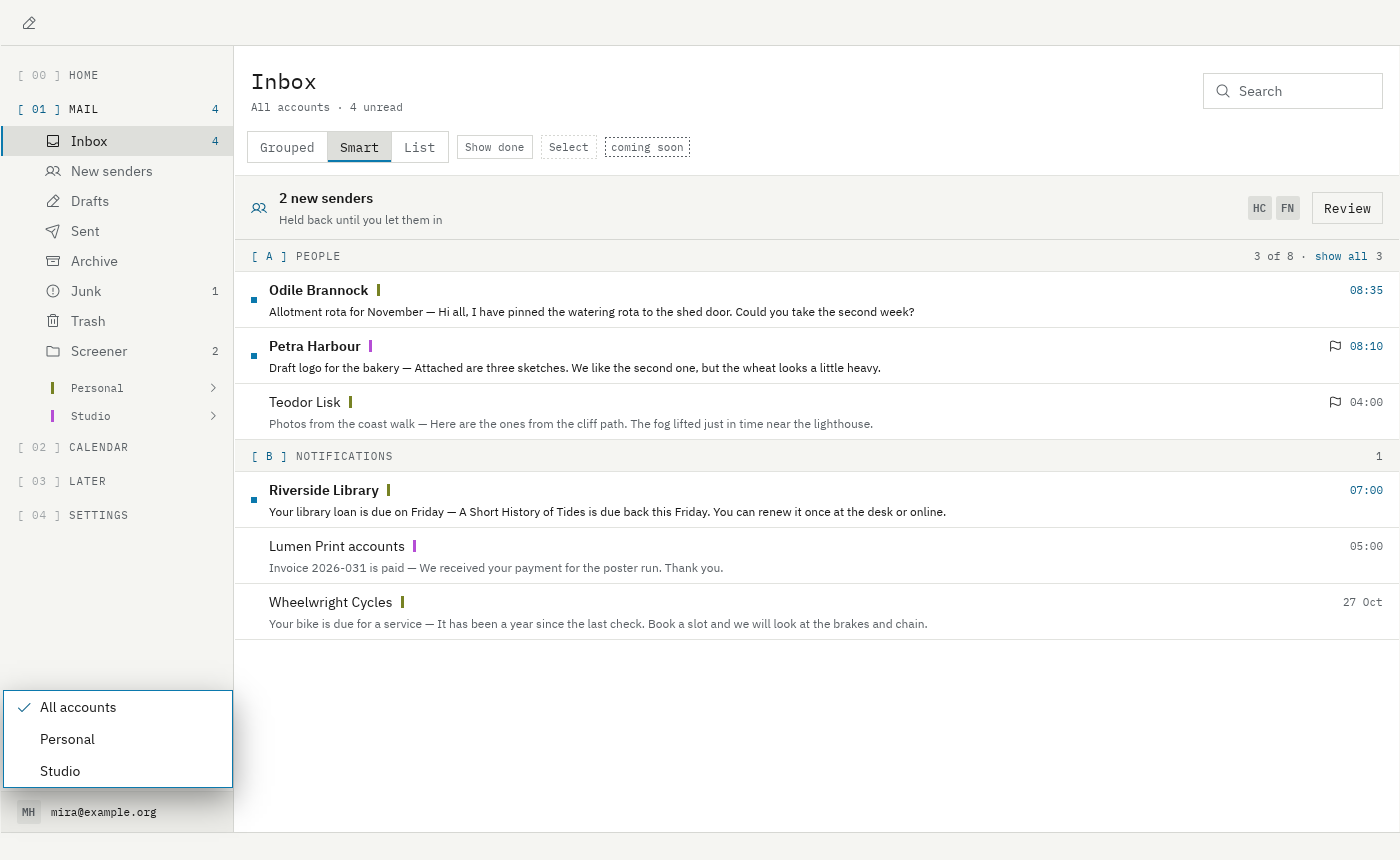 [ 00 ] HOME
[ 01 ] MAIL 4
Inbox 4
New senders
Drafts
Sent
Archive
Junk 1
Trash
Screener 2
Personal
Studio
[ 02 ] CALENDAR
[ 03 ] LATER
[ 04 ] SETTINGS
All accounts
Personal
Studio
MH mira@example.org
Inbox
All accounts · 4 unread
Search
Grouped Smart List Show done Select coming soon
2 new senders
Held back until you let them in
HC FN Review
[ A ] PEOPLE 3 of 8 · show all 3
Odile Brannock 08:35
Allotment rota for November — Hi all, I have pinned the watering rota to the shed door. Could you take the second week?
Petra Harbour 08:10
Draft logo for the bakery — Attached are three sketches. We like the second one, but the wheat looks a little heavy.
Teodor Lisk 04:00
Photos from the coast walk — Here are the ones from the cliff path. The fog lifted just in time near the lighthouse.
[ B ] NOTIFICATIONS 1
Riverside Library 07:00
Your library loan is due on Friday — A Short History of Tides is due back this Friday. You can renew it once at the desk or online.
Lumen Print accounts 05:00
Invoice 2026-031 is paid — We received your payment for the poster run. Thank you.
Wheelwright Cycles 27 Oct
Your bike is due for a service — It has been a year since the last check. Book a slot and we will look at the brakes and chain.